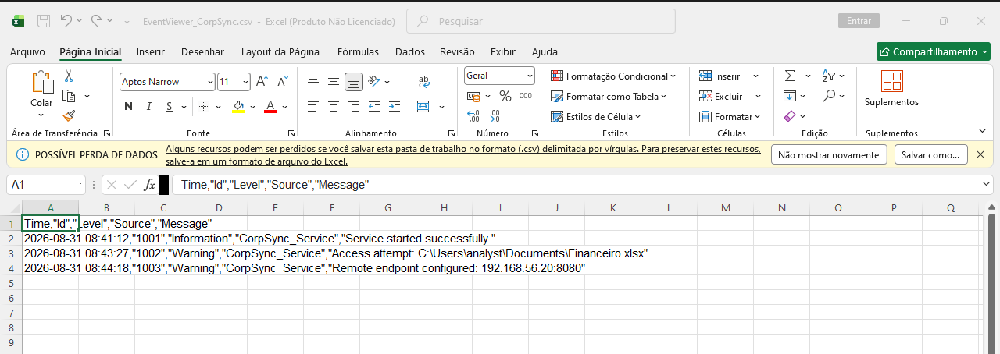 EventViewer_CorpSync.csv - Excel (Produto Não Licenciado)
Pesquisar
Entrar
Arquivo Página Inicial Inserir Desenhar Layout da Página Fórmulas Dados Revisão Exibir Ajuda
Compartilhamento
Colar
Área de Transferência
Aptos Narrow 11
N I S
Fonte
ab
Alinhamento
Geral
% 000
Número
Formatação Condicional
Formatar como Tabela
Estilos de Célula
Estilos
Inserir
Excluir
Formatar
Células
Edição
Suplementos
Suplementos
POSSÍVEL PERDA DE DADOS
Alguns recursos podem ser perdidos se você salvar esta pasta de trabalho no formato (.csv) delimitada por vírgulas. Para preservar estes recursos,
salve-a em um formato de arquivo do Excel.
Não mostrar novamente
Salvar como...
A1
fx
Time,"Id","Level","Source","Message"
A B C D E F G H I J K L M N O P Q
1 Time,"Id","Level","Source","Message"
2 2026-08-31 08:41:12,"1001","Information","CorpSync_Service","Service started successfully."
3 2026-08-31 08:43:27,"1002","Warning","CorpSync_Service","Access attempt: C:\Users\analyst\Documents\Financeiro.xlsx"
4 2026-08-31 08:44:18,"1003","Warning","CorpSync_Service","Remote endpoint configured: 192.168.56.20:8080"
5
6
7
8
9